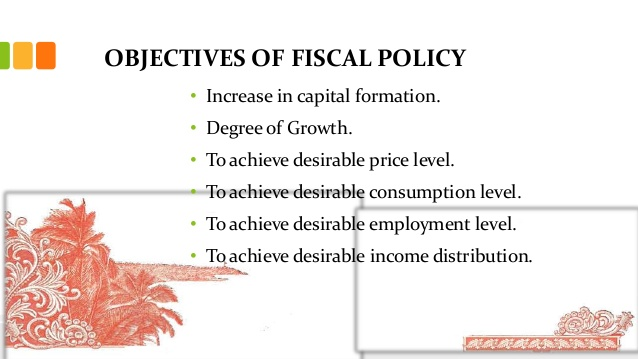 OBJECTIVES OF FISCAL POLICY
• Increase in capital formation.
• Degree of Growth.
• To achieve desirable price level.
• To achieve desirable consumption level.
• To achieve desirable employment level.
• To achieve desirable income distribution.